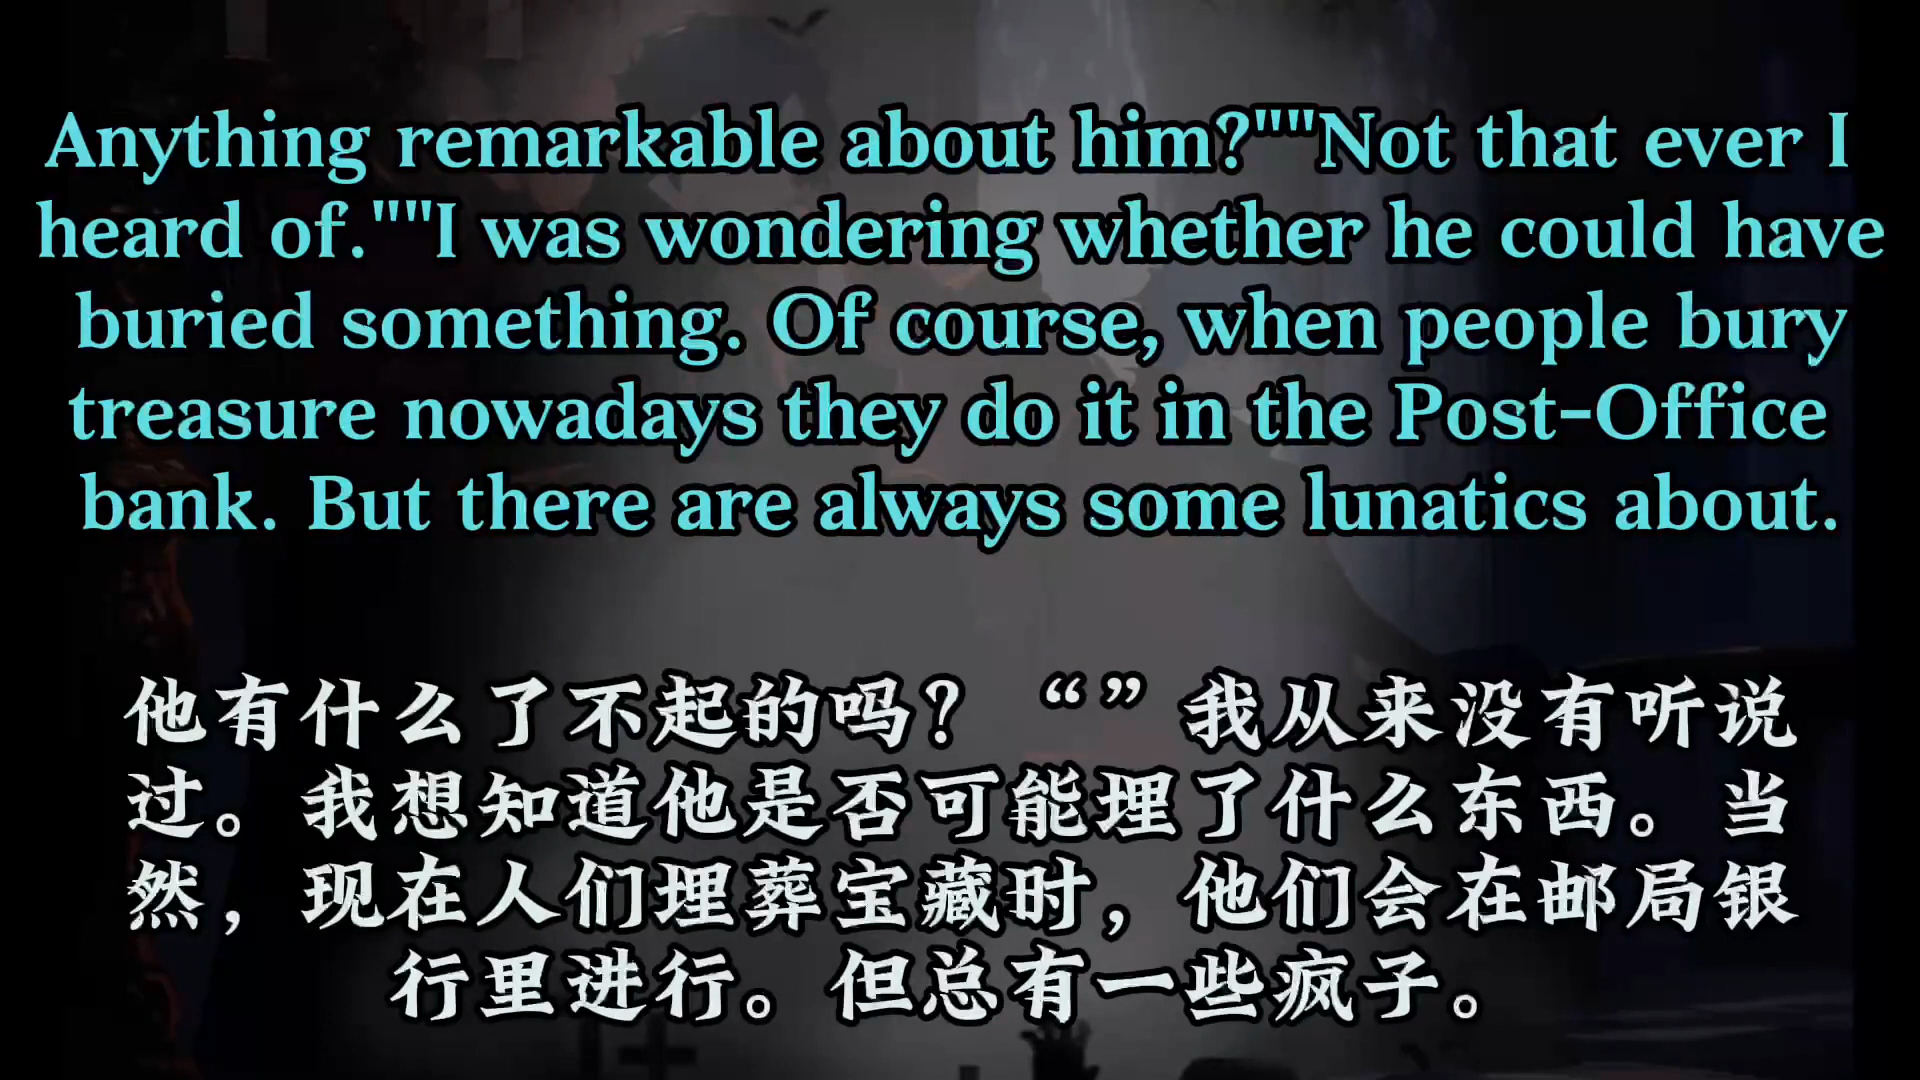 Anything remarkable about him?""Not that ever I
heard of.""I was wondering whether he could have
buried something. Of course, when people bury
treasure nowadays they do it in the Post-Office
bank. But there are always some lunatics about.
他有什么了不起的吗？“”我从来没有听说
过。我想知道他是否可能埋了什么东西。当
然，现在人们埋葬宝藏时，他们会在邮局银
行里进行。但总有一些疯子。